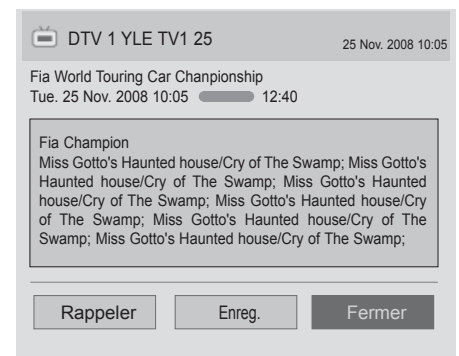 DTV 1 YLE TV1 25
25 Nov. 2008 10:05
Fia World Touring Car Chanpionship
Tue. 25 Nov. 2008 10:05 12:40
Fia Champion
Miss Gotto's Haunted house/Cry of The Swamp; Miss Gotto's
Haunted house/Cry of The Swamp; Miss Gotto's Haunted
house/Cry of The Swamp; Miss Gotto's Haunted house/Cry
of The Swamp; Miss Gotto's Haunted house/Cry of The
Swamp; Miss Gotto's Haunted house/Cry of The Swamp;
Rappeler
Enreg.
Fermer